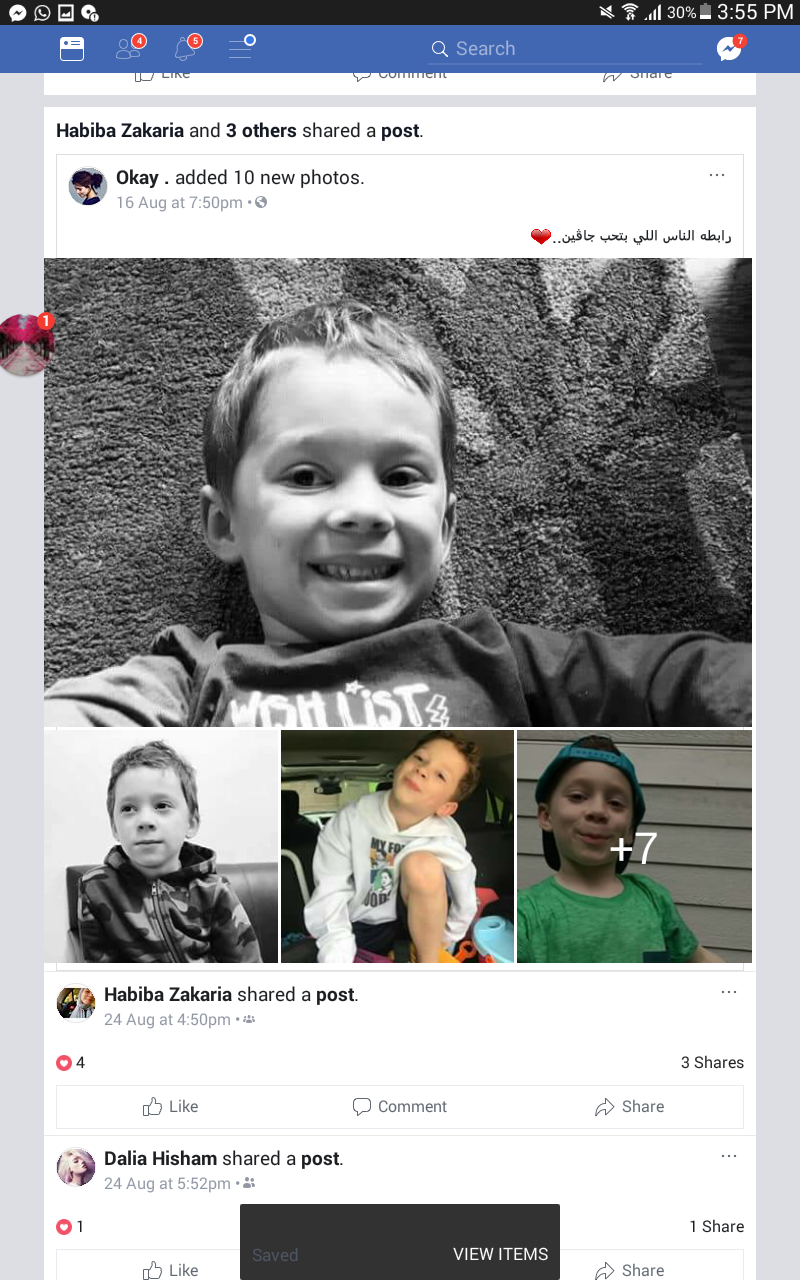 30% 3:55 PM
4
5
Search
7
Like Comment Share
Habiba Zakaria and 3 others shared a post.
Okay . added 10 new photos.
16 Aug at 7:50pm
رابطه الناس اللي بتحب جاڤين..
1
WISH LIST
MY FO
+7
Habiba Zakaria shared a post.
24 Aug at 4:50pm
4 3 Shares
Like Comment Share
Dalia Hisham shared a post.
24 Aug at 5:52pm
1 1 Share
Like Share
Saved VIEW ITEMS